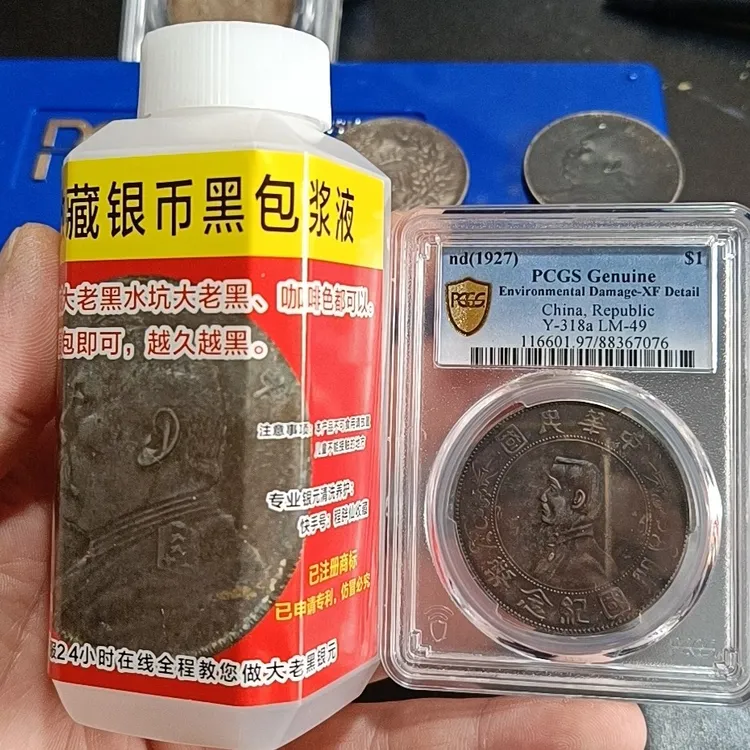 藏银币黑包浆液
大老黑水坑大老黑、咖啡色都可以。
泡即可，越久越黑。
注意事项:
专业银元清洗养护:
快手号:
已注册商标
已申请专利，仿冒必究
24小时在线全程教您做大老黑银元
nd(1927) $1
PCGS Genuine
Environmental Damage-XF Detail
China, Republic
Y-318a LM-49
116601.97/88367076
PCGS
中華民國
開國紀念幣